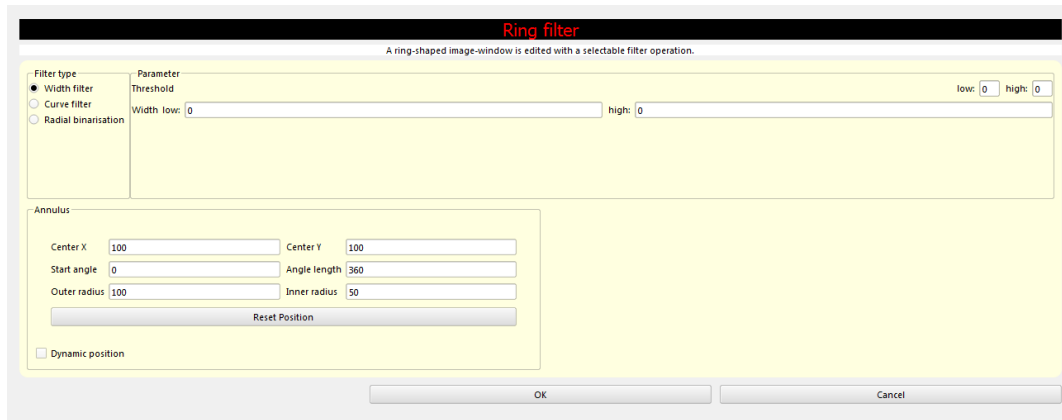 Ring filter
A ring-shaped image-window is edited with a selectable filter operation.
Filter type
Width filter
Curve filter
Radial binarisation
Parameter
Threshold low: 0 high: 0
Width low: 0 high: 0
Annulus
Center X 100 Center Y 100
Start angle 0 Angle length 360
Outer radius 100 Inner radius 50
Reset Position
Dynamic position
OK Cancel